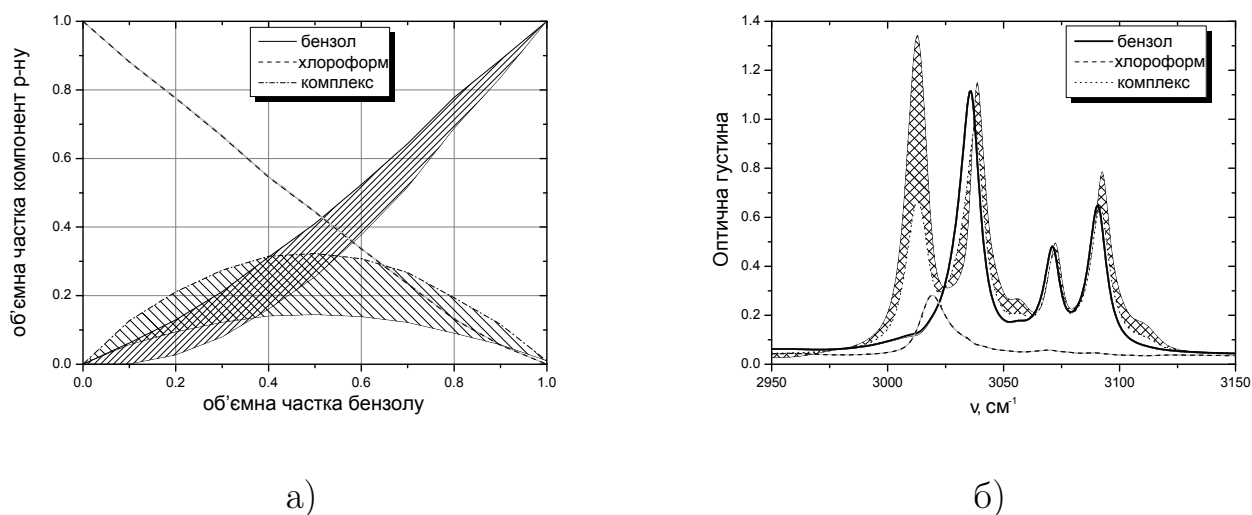 1.0
0.8
0.6
0.4
0.2
0.0
об'ємна частка компонент р-ну
бензол
хлороформ
комплекс
0.0 0.2 0.4 0.6 0.8 1.0
об'ємна частка бензолу
а)
1.4
1.2
1.0
0.8
0.6
0.4
0.2
0.0
Оптична густина
бензол
хлороформ
комплекс
2950 3000 3050 3100 3150
ν, см-1
б)